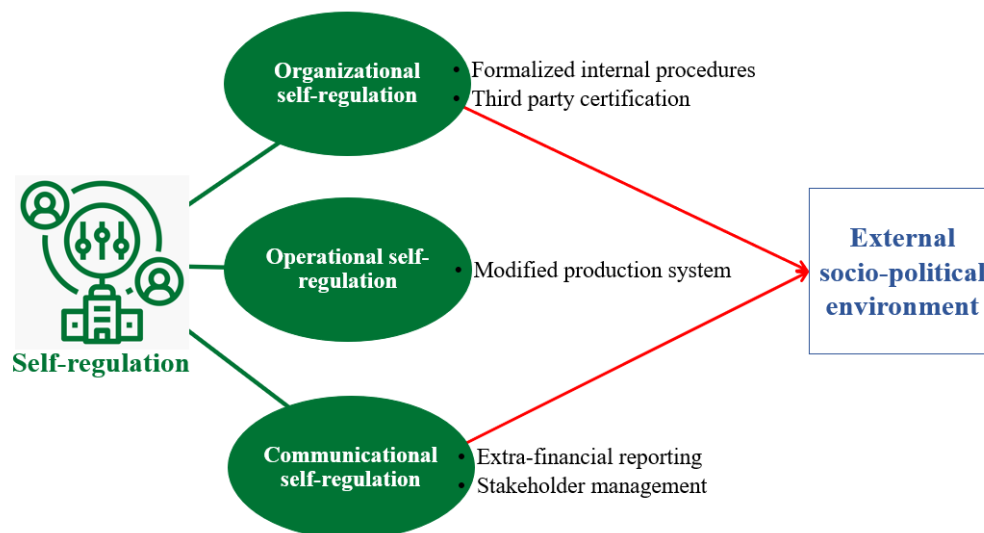 Organizational
self-regulation
• Formalized internal procedures
• Third party certification
Self-regulation
Operational self-
regulation
• Modified production system
External
socio-political
environment
Communicational
self-regulation
• Extra-financial reporting
• Stakeholder management